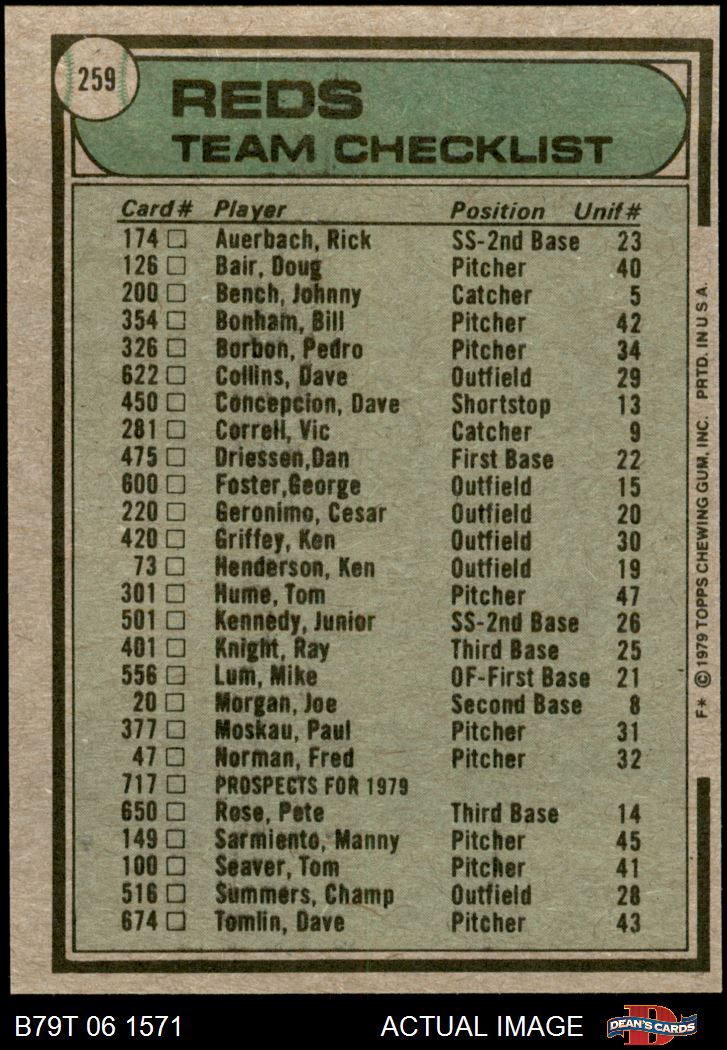 259
REDS
TEAM CHECKLIST
Card# Player Position Unif#
174 Auerbach, Rick SS-2nd Base 23
126 Bair, Doug Pitcher 40
200 Bench, Johnny Catcher 5
354 Bonham, Bill Pitcher 42
326 Borbon, Pedro Pitcher 34
622 Collins, Dave Outfield 29
450 Concepcion, Dave Shortstop 13
281 Correll, Vic Catcher 9
475 Driessen,Dan First Base 22
600 Foster,George Outfield 15
220 Geronimo, Cesar Outfield 20
420 Griffey, Ken Outfield 30
73 Henderson, Ken Outfield 19
301 Hume, Tom Pitcher 47
501 Kennedy, Junior SS-2nd Base 26
401 Knight, Ray Third Base 25
556 Lum, Mike OF-First Base 21
20 Morgan, Joe Second Base 8
377 Moskau, Paul Pitcher 31
47 Norman, Fred Pitcher 32
717 PROSPECTS FOR 1979
650 Rose, Pete Third Base 14
149 Sarmiento, Manny Pitcher 45
100 Seaver, Tom Pitcher 41
516 Summers, Champ Outfield 28
674 Tomlin, Dave Pitcher 43
F* © 1979 TOPPS CHEWING GUM, INC. PRTD. IN U.S.A.
B79T 06 1571 ACTUAL IMAGE
D
DEAN'S CARDS